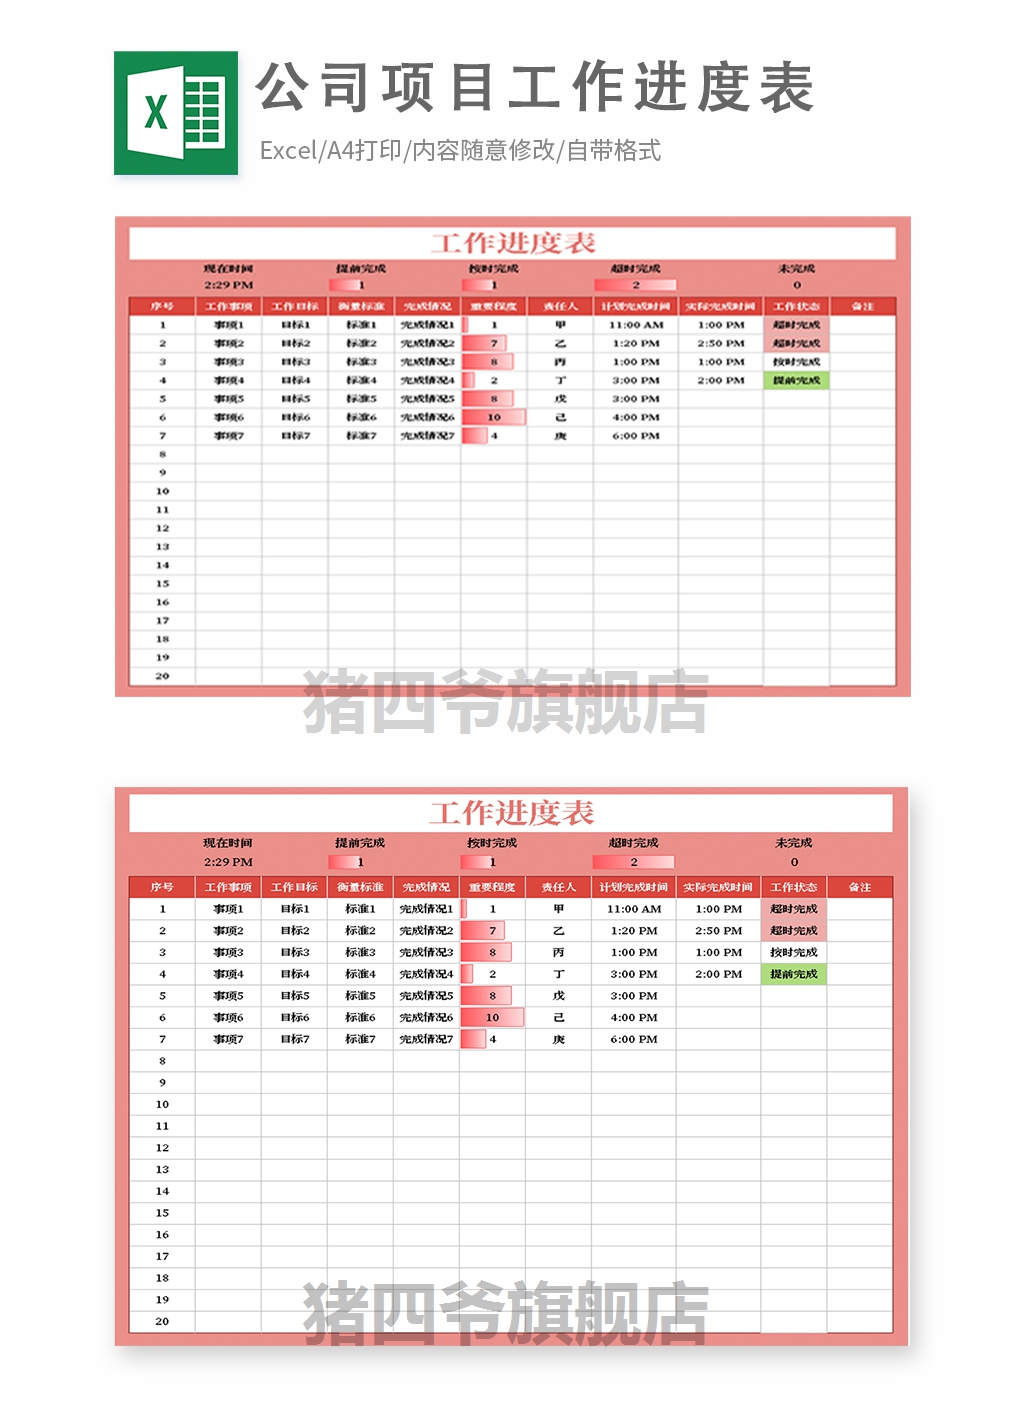 X
公司项目工作进度表
Excel/A4打印/内容随意修改/自带格式
工作进度表
现在时间 提前完成 按时完成 超时完成 未完成
2:29 PM 1 1 2 0
序号 工作事项 工作目标 衡量标准 完成情况 重要程度 责任人 计划完成时间 实际完成时间 工作状态 备注
1 事项1 目标1 标准1 完成情况1 1 甲 11:00 AM 1:00 PM 超时完成
2 事项2 目标2 标准2 完成情况2 7 乙 1:20 PM 2:50 PM 超时完成
3 事项3 目标3 标准3 完成情况3 8 丙 1:00 PM 1:00 PM 按时完成
4 事项4 目标4 标准4 完成情况4 2 丁 3:00 PM 2:00 PM 提前完成
5 事项5 目标5 标准5 完成情况5 8 戊 3:00 PM
6 事项6 目标6 标准6 完成情况6 10 己 4:00 PM
7 事项7 目标7 标准7 完成情况7 4 庚 6:00 PM
8
9
10
11
12
13
14
15
16
17
18
19
20
猪四爷旗舰店
工作进度表
现在时间 提前完成 按时完成 超时完成 未完成
2:29 PM 1 1 2 0
序号 工作事项 工作目标 衡量标准 完成情况 重要程度 责任人 计划完成时间 实际完成时间 工作状态 备注
1 事项1 目标1 标准1 完成情况1 1 甲 11:00 AM 1:00 PM 超时完成
2 事项2 目标2 标准2 完成情况2 7 乙 1:20 PM 2:50 PM 超时完成
3 事项3 目标3 标准3 完成情况3 8 丙 1:00 PM 1:00 PM 按时完成
4 事项4 目标4 标准4 完成情况4 2 丁 3:00 PM 2:00 PM 提前完成
5 事项5 目标5 标准5 完成情况5 8 戊 3:00 PM
6 事项6 目标6 标准6 完成情况6 10 己 4:00 PM
7 事项7 目标7 标准7 完成情况7 4 庚 6:00 PM
8
9
10
11
12
13
14
15
16
17
18
19
20
猪四爷旗舰店